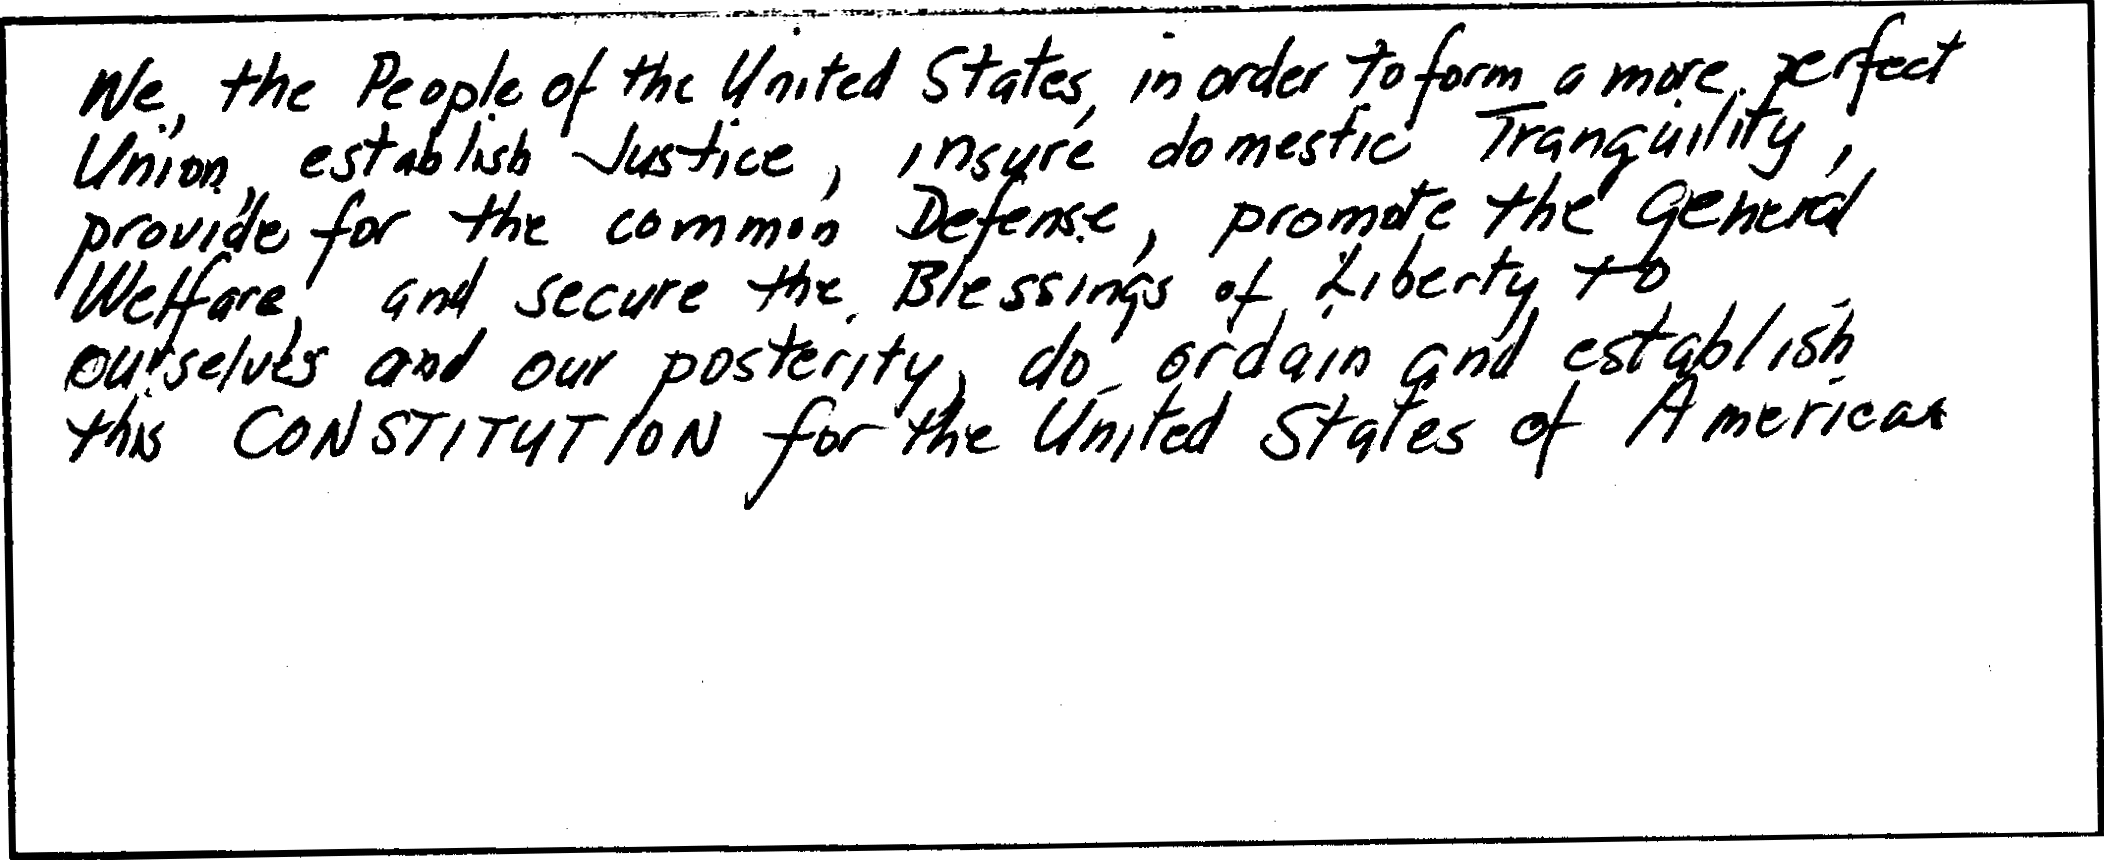 We, the People of the United States, in order to form a more perfect
Union, establish Justice, insure domestic Tranquility,
provide for the common Defense, promote the General
Welfare, and secure the Blessings of Liberty to
ourselves and our posterity, do ordain and establish
this CONSTITUTION for the United States of America.